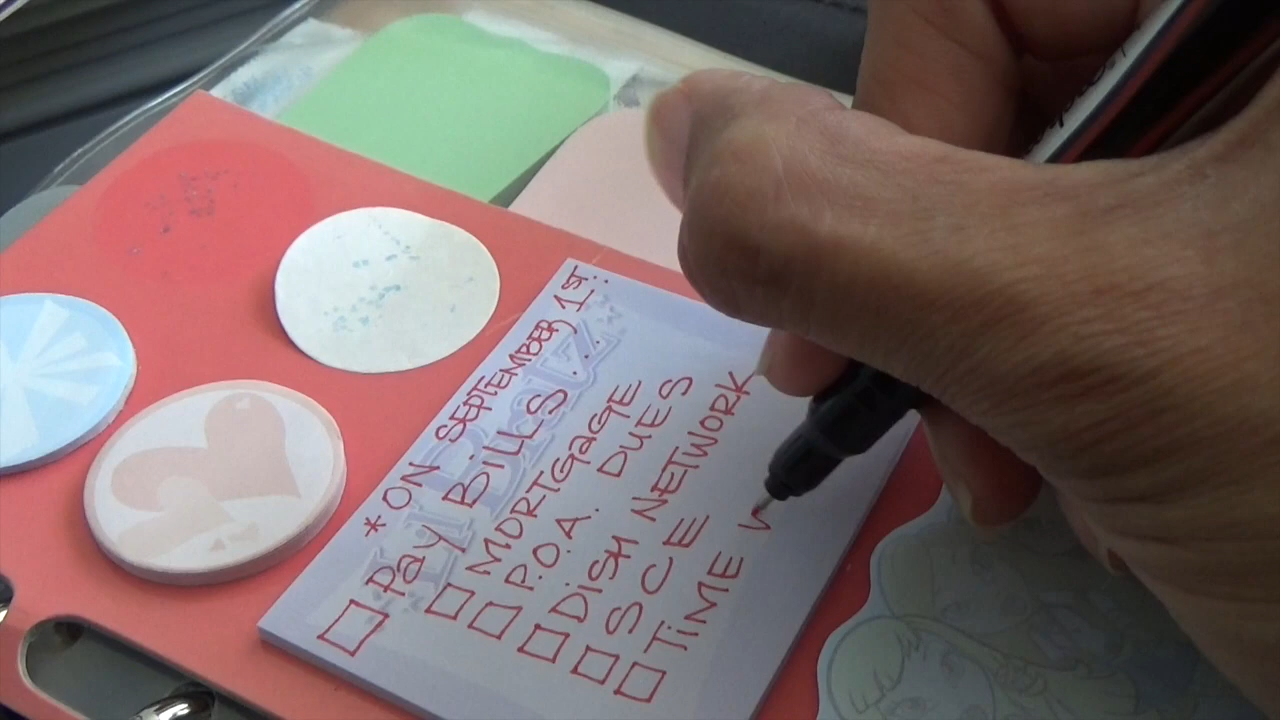 * ON SEPTEMBER 1ST:
□ PAY BILLS...
□ MORTGAGE
□ P.O.A. DUES
□ DISH NETWORK
□ SCE
□ TIME